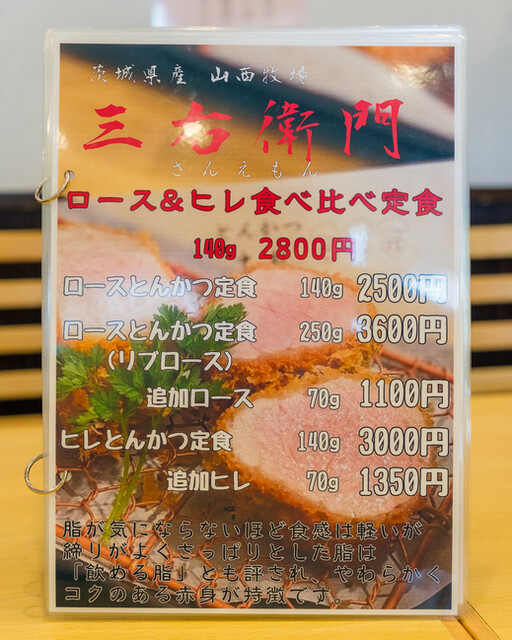 茨城県産 山西牧場
三右衛門
さんえもん
ロース&ヒレ食べ比べ定食
140g 2800円
ロースとんかつ定食 140g 2500円
ロースとんかつ定食 250g 3600円
(リブロース)
追加ロース 70g 1100円
ヒレとんかつ定食 140g 3000円
追加ヒレ 70g 1350円
脂が気にならないほど食感は軽いが
締りがよくさっぱりとした脂は
「飲める脂」とも評され、やわらかく
コクのある赤身が特徴です。